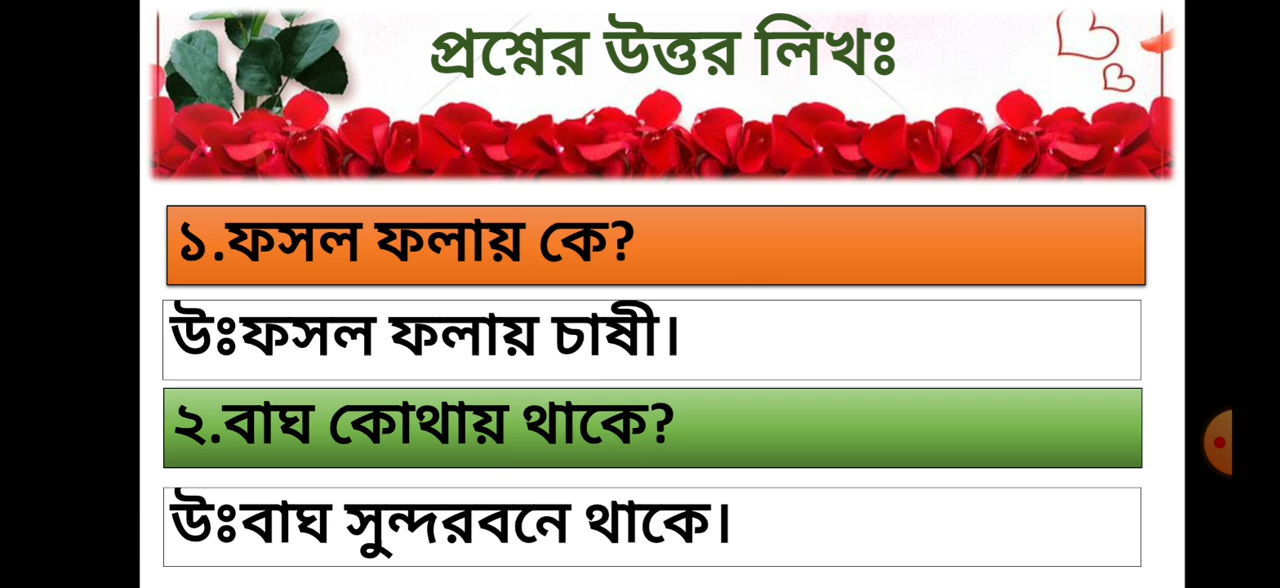 প্রশ্নের উত্তর লিখঃ
১.ফসল ফলায় কে?
উঃফসল ফলায় চাষী।
২.বাঘ কোথায় থাকে?
উঃবাঘ সুন্দরবনে থাকে।